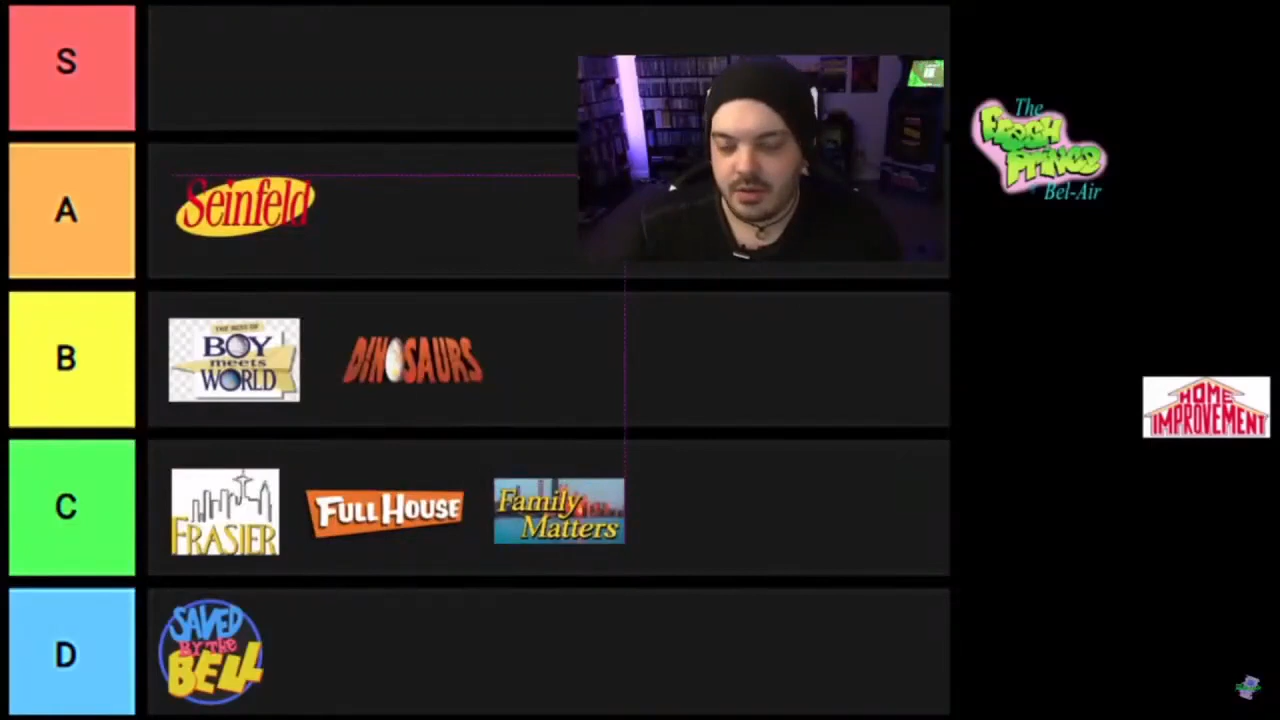 S
The
Fresh
Prince
Bel-Air
A
Seinfeld
B
THE BEST OF
BOY
meets
WORLD
DINOSAURS
HOME
IMPROVEMENT
C
FRASIER
FULL HOUSE
Family
Matters
D
SAVED
BY THE
BELL